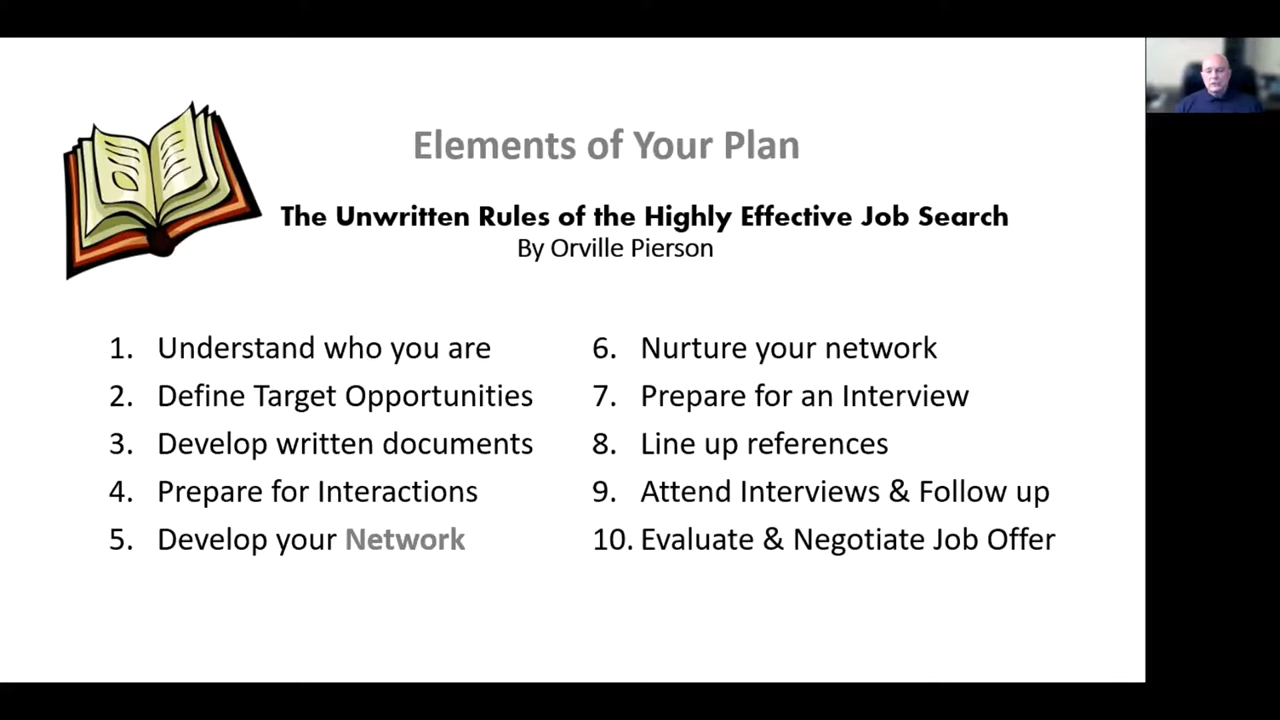 Elements of Your Plan
The Unwritten Rules of the Highly Effective Job Search
By Orville Pierson
1. Understand who you are
2. Define Target Opportunities
3. Develop written documents
4. Prepare for Interactions
5. Develop your Network
6. Nurture your network
7. Prepare for an Interview
8. Line up references
9. Attend Interviews & Follow up
10. Evaluate & Negotiate Job Offer